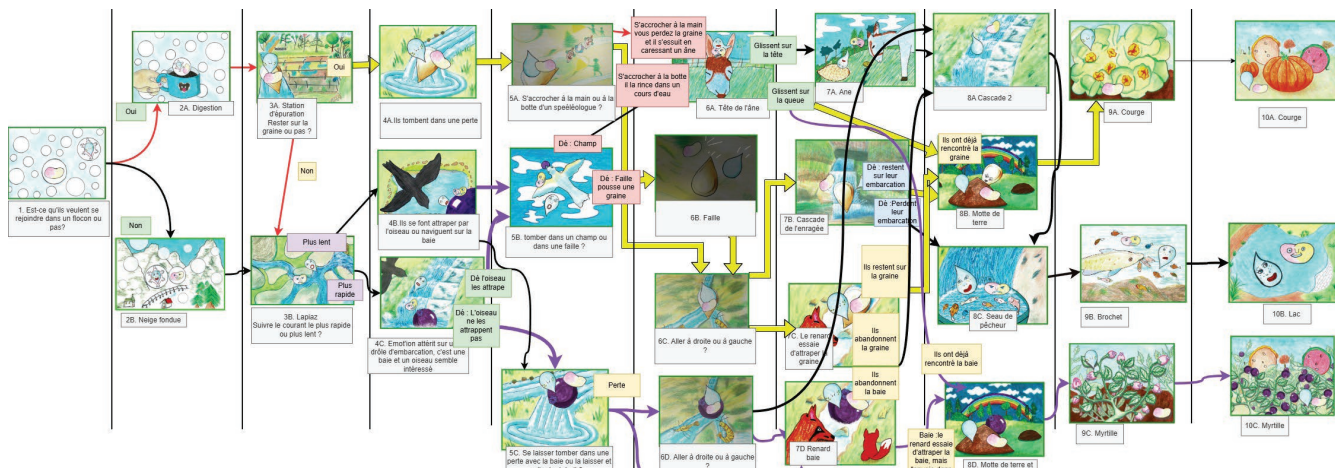 1. Est-ce qu'ils veulent se
rejoindre dans un flocon ou
pas?
Oui
Non
2A. Digestion
2B. Neige fondue
3A. Station
d'épuration
Rester sur la
graine ou pas ?
Oui
Non
3B. Lapiaz
Suivre le courant le plus rapide
ou plus lent ?
Plus lent
Plus
rapide
4A.Ils tombent dans une perte
4B.Ils se font attraper par
l'oiseau ou naviguent sur la
baie
4C. Emot'ion attérit sur un
drôle d'embarcation, c'est une
baie et un oiseau semble
intéressé
Dé l'oiseau
les attrape
Dé : L'oiseau
ne les
attrappent
pas
5A. S'accrocher à la main ou à la
botte d'un spéléologue ?
S'accrocher à la main
vous perdez la graine
et il s'essuit en
caressant un âne
S'accrocher à la botte
il la rince dans un
cours d'eau
5B. tomber dans un champ ou
dans une faille ?
Dé : Champ
Dé : Faille
pousse une
graine
5C. Se laisser tomber dans une
perte avec la baie ou la laisser et
Perte
6A. Tête de l'âne
Glissent sur
la tête
Glissent sur
la queue
6B. Faille
6C. Aller à droite ou à gauche
?
6D. Aller à droite ou à gauche
?
7A. Ane
7B. Cascade
de l'enragée
Dé : restent
sur leur
embarcation
Dé :Perdent leur
embarcation
7C. Le renard
essaie
d'attraper la
graine.
Ils restent sur la
graine
Ils
abandonnent
la graine
Ils
abandonnent
la baie
7D Renard
baie
Baie :le
renard essaie
d'attraper la
baie, mais
8A Cascade 2
Ils ont déjà
rencontré la
graine
8B. Motte de
terre
8C. Seau de
pêcheur
Ils ont déjà
rencontré la baie
8D. Motte de terre et
9A. Courge
9B. Brochet
9C. Myrtille
10A. Courge
10B. Lac
10C. Myrtille